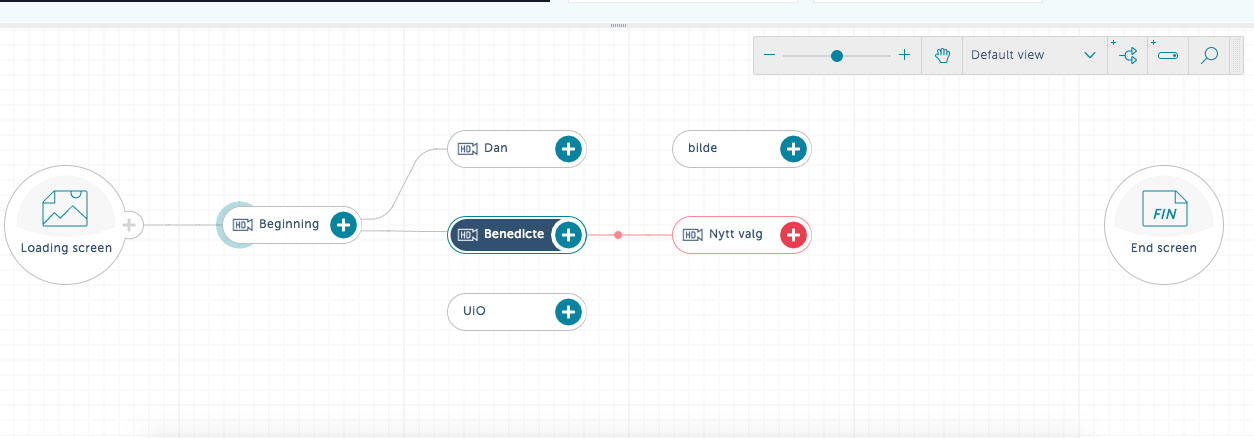 Default view
HD Dan
bilde
Loading screen
HD Beginning
HD Benedicte
HD Nytt valg
FIN
End screen
UiO